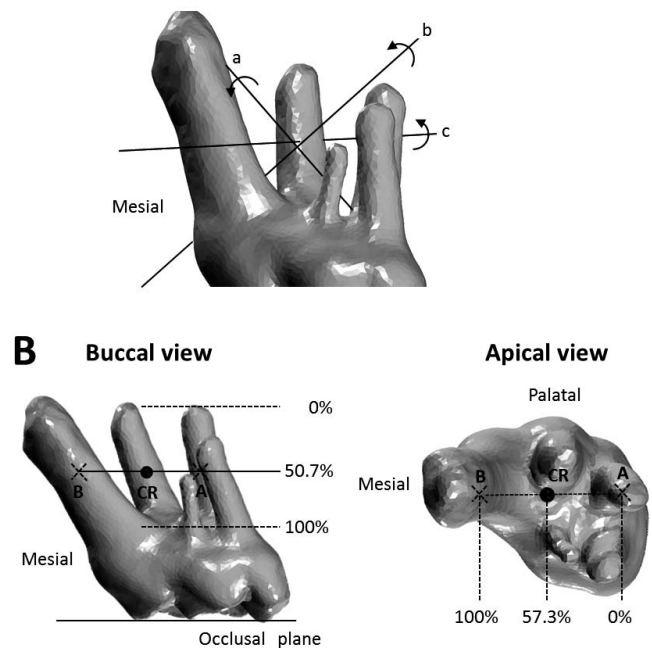 a
b
c
Mesial
B
Buccal view
Apical view
Palatal
0%
50.7%
100%
B
CR
A
Mesial
Occlusal plane
Mesial
B
CR
A
100%
57.3%
0%